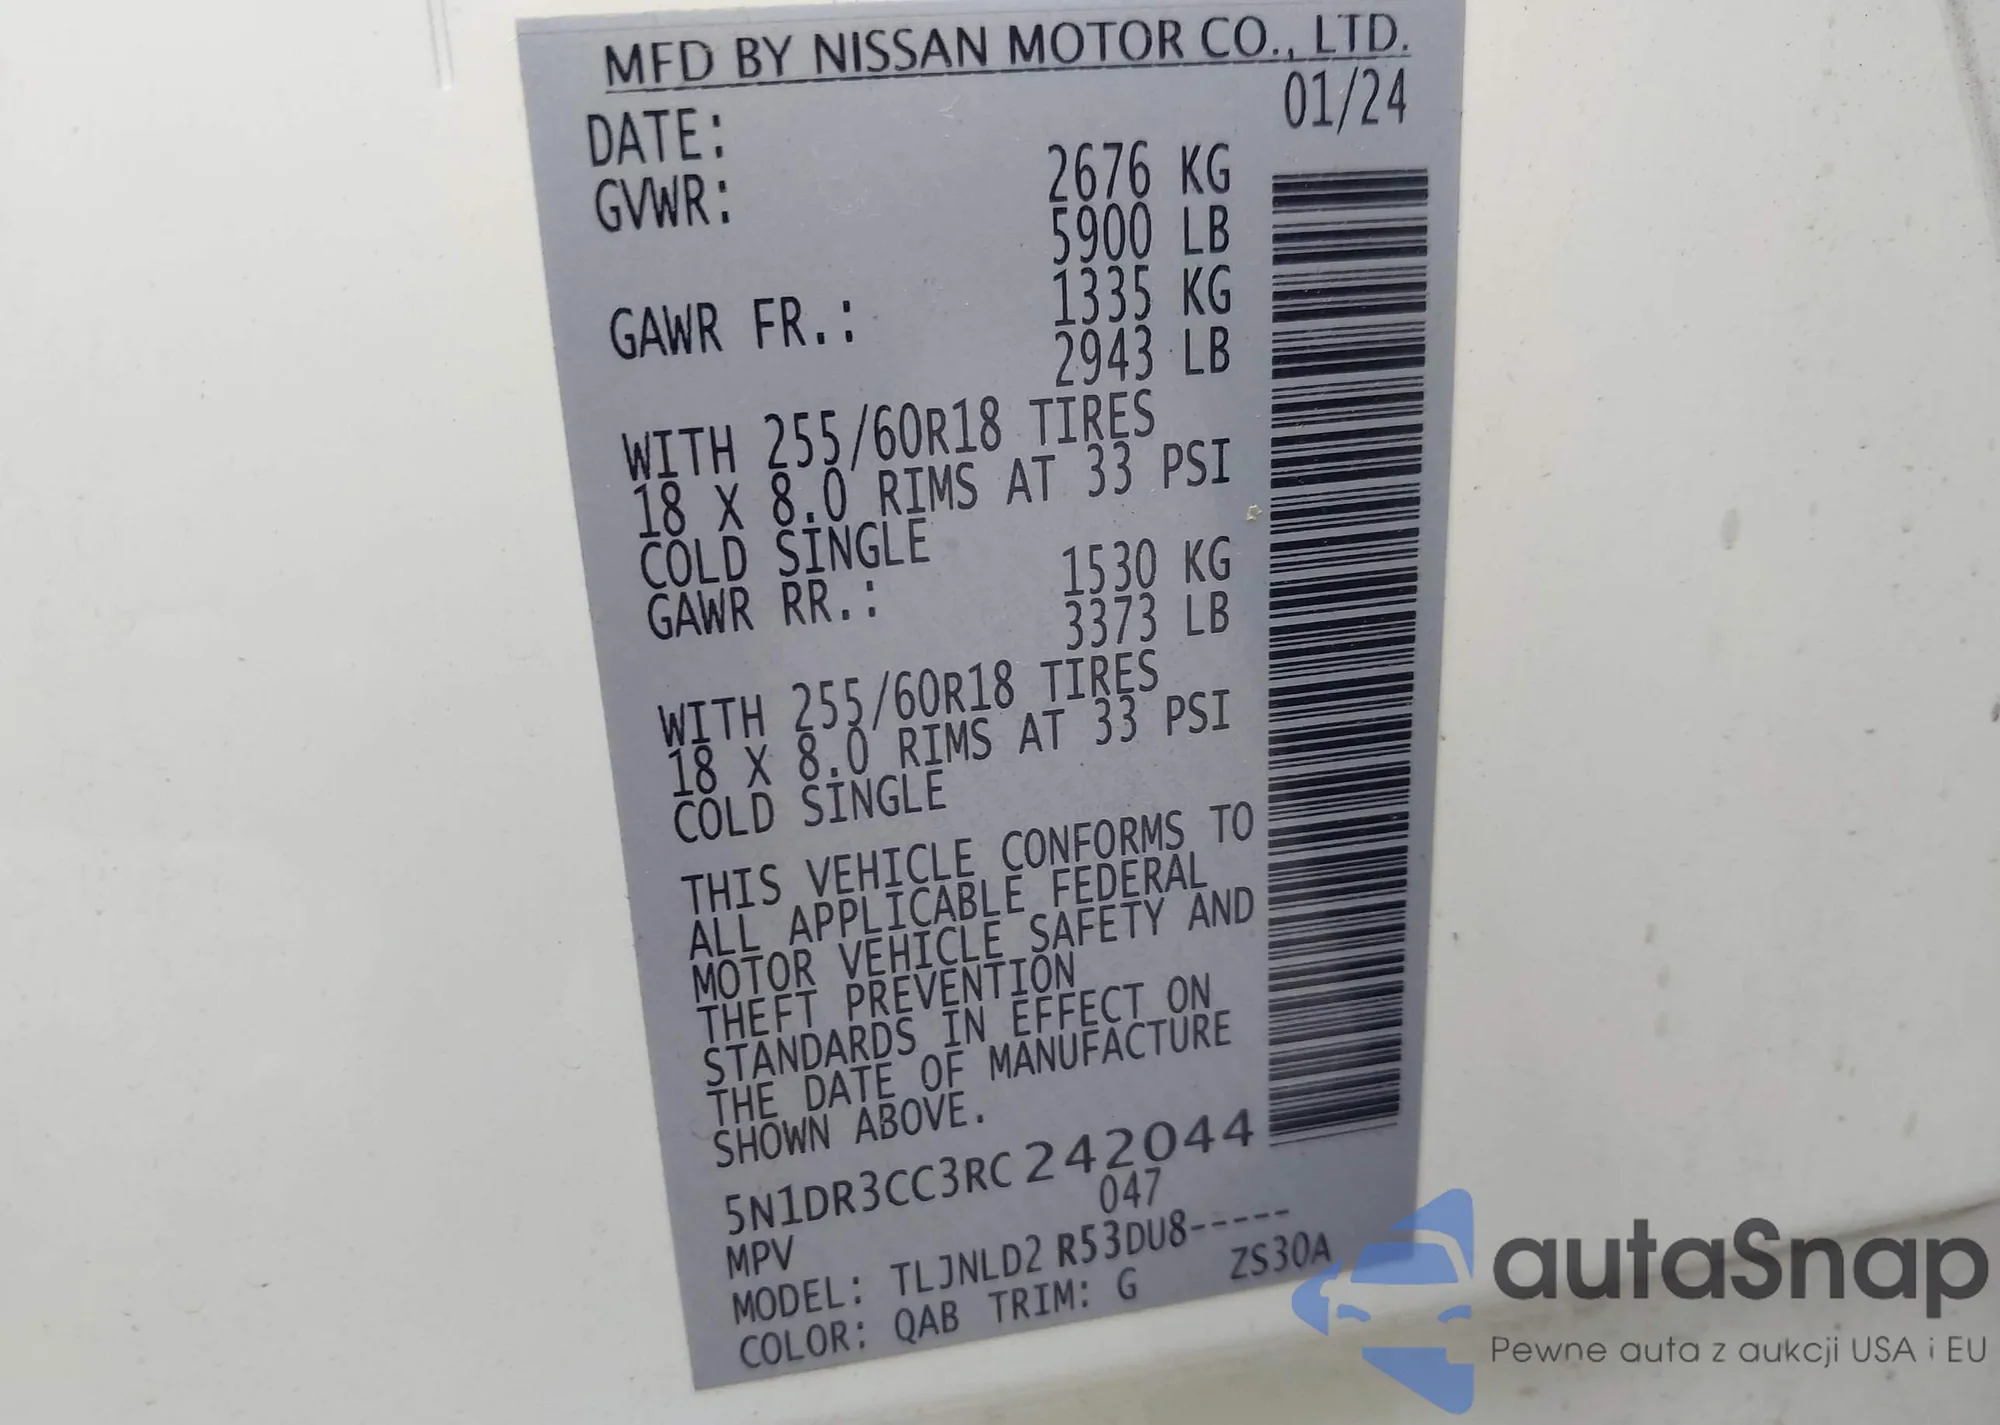 MFD BY NISSAN MOTOR CO., LTD.
DATE: 01/24
GVWR: 2676 KG
5900 LB
GAWR FR.: 1335 KG
2943 LB
WITH 255/60R18 TIRES
18 X 8.0 RIMS AT 33 PSI
COLD SINGLE
GAWR RR.: 1530 KG
3373 LB
WITH 255/60R18 TIRES
18 X 8.0 RIMS AT 33 PSI
COLD SINGLE
THIS VEHICLE CONFORMS TO
ALL APPLICABLE FEDERAL
MOTOR VEHICLE SAFETY AND
THEFT PREVENTION
STANDARDS IN EFFECT ON
THE DATE OF MANUFACTURE
SHOWN ABOVE.
5N1DR3CC3RC242044
MPV 047
MODEL: TLJNLD2 R53DU8-----
COLOR: QAB TRIM: G ZS30A
autoSnap
Pewne auta z aukcji USA i EU